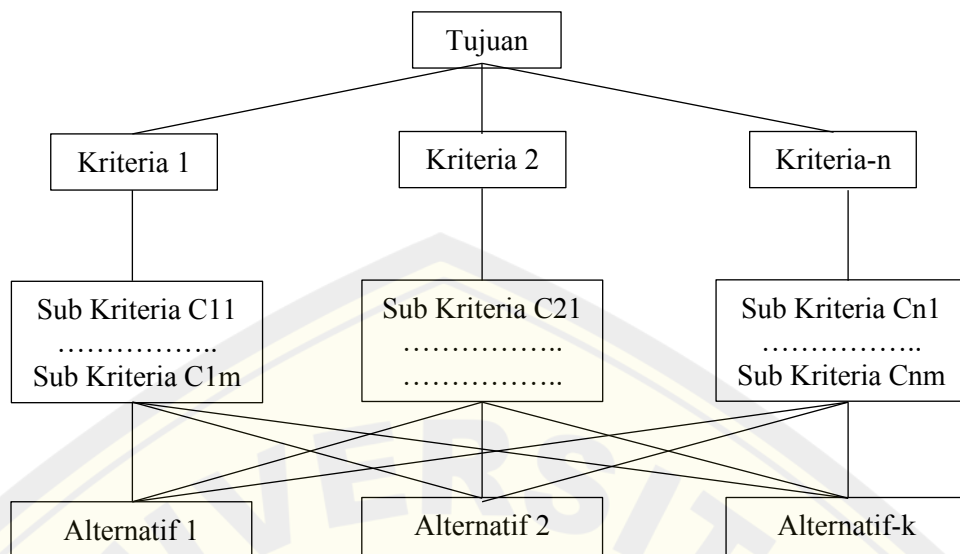 Tujuan
Kriteria 1
Kriteria 2
Kriteria-n
Sub Kriteria C11
……………..
Sub Kriteria C1m
Sub Kriteria C21
……………..
……………..
Sub Kriteria Cn1
……………..
Sub Kriteria Cnm
Alternatif 1
Alternatif 2
Alternatif-k